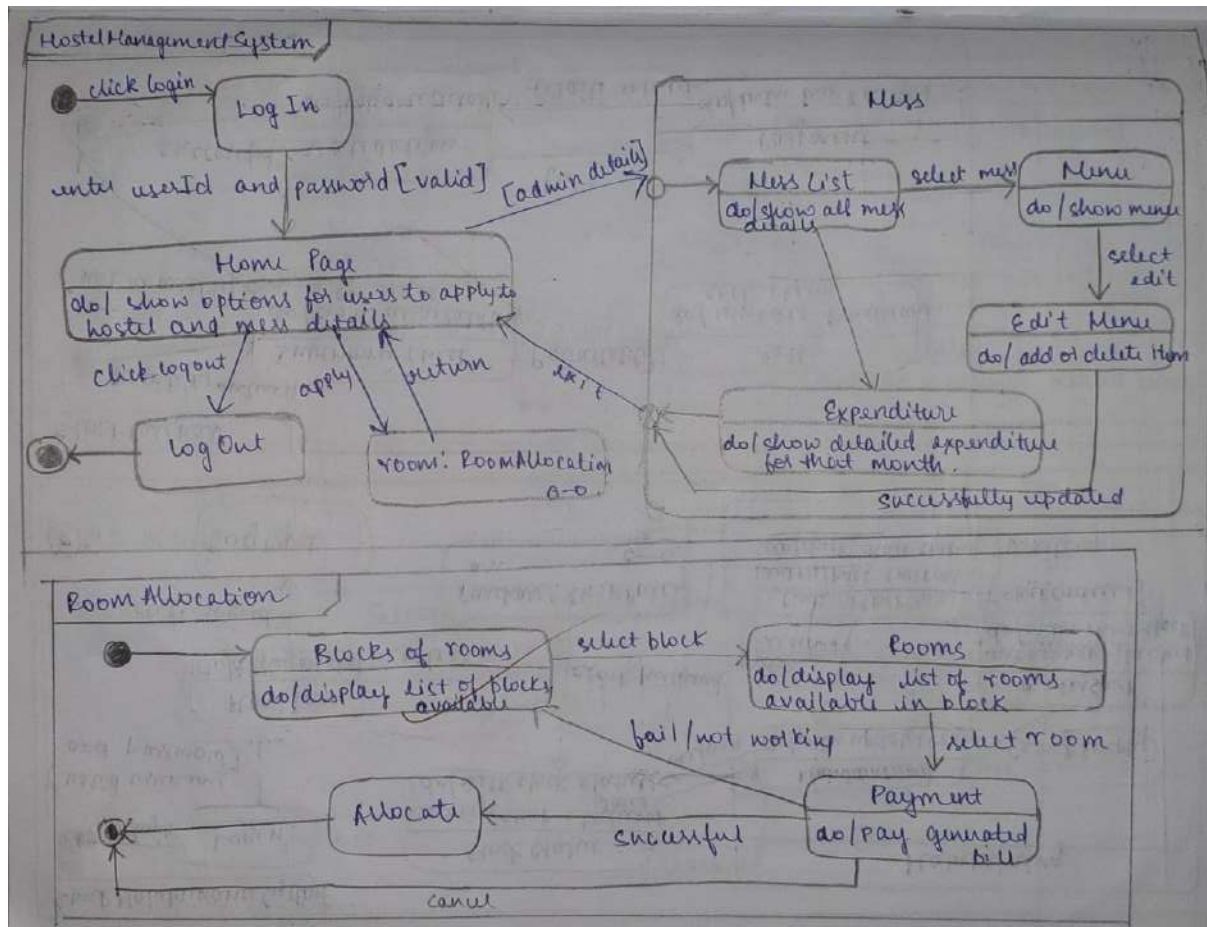 HostelManagementSystem
click login
Log In
Mess
enter userId and password [valid]
[admin details]
Mess List
do/show all mess
details
select mess
Menu
do/show menu
select
edit
Home Page
do/ show options for users to apply to
hostel and mess details
Edit Menu
do/ add or delete Item
click logout
apply
return
exit
Expenditure
do/show detailed expenditure
for that month.
Log Out
room: RoomAllocation
successfully updated
Room Allocation
Blocks of rooms
do/display list of blocks
available
select block
Rooms
do/display list of rooms
available in block
fail/not working
select room
Allocate
successful
Payment
do/pay generated
bill
cancel